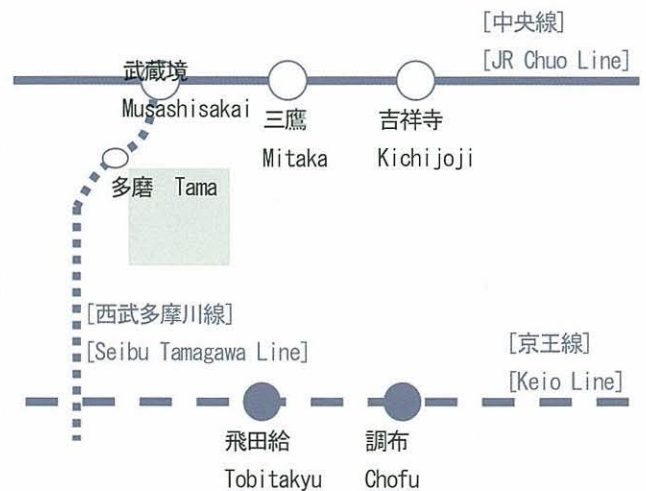 [中央線]
[JR Chuo Line]
武蔵境
Musashisakai
三鷹
Mitaka
吉祥寺
Kichijoji
多磨 Tama
[西武多摩川線]
[Seibu Tamagawa Line]
[京王線]
[Keio Line]
飛田給
Tobitakyu
調布
Chofu